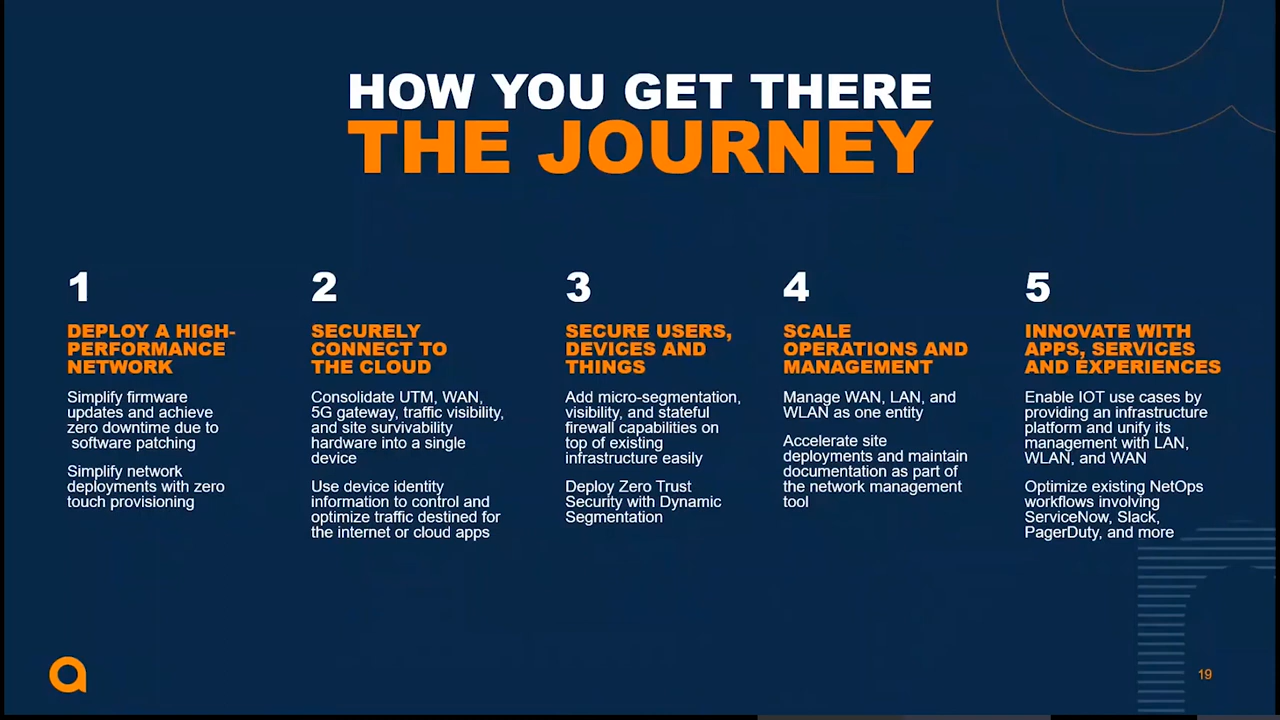 HOW YOU GET THERE
THE JOURNEY
1
DEPLOY A HIGH-
PERFORMANCE
NETWORK
Simplify firmware
updates and achieve
zero downtime due to
software patching
Simplify network
deployments with zero
touch provisioning
2
SECURELY
CONNECT TO
THE CLOUD
Consolidate UTM, WAN,
5G gateway, traffic visibility,
and site survivability
hardware into a single
device
Use device identity
information to control and
optimize traffic destined for
the internet or cloud apps
3
SECURE USERS,
DEVICES AND
THINGS
Add micro-segmentation,
visibility, and stateful
firewall capabilities on
top of existing
infrastructure easily
Deploy Zero Trust
Security with Dynamic
Segmentation
4
SCALE
OPERATIONS AND
MANAGEMENT
Manage WAN, LAN, and
WLAN as one entity
Accelerate site
deployments and maintain
documentation as part of
the network management
tool
5
INNOVATE WITH
APPS, SERVICES
AND EXPERIENCES
Enable IOT use cases by
providing an infrastructure
platform and unify its
management with LAN,
WLAN, and WAN
Optimize existing NetOps
workflows involving
ServiceNow, Slack,
PagerDuty, and more
19